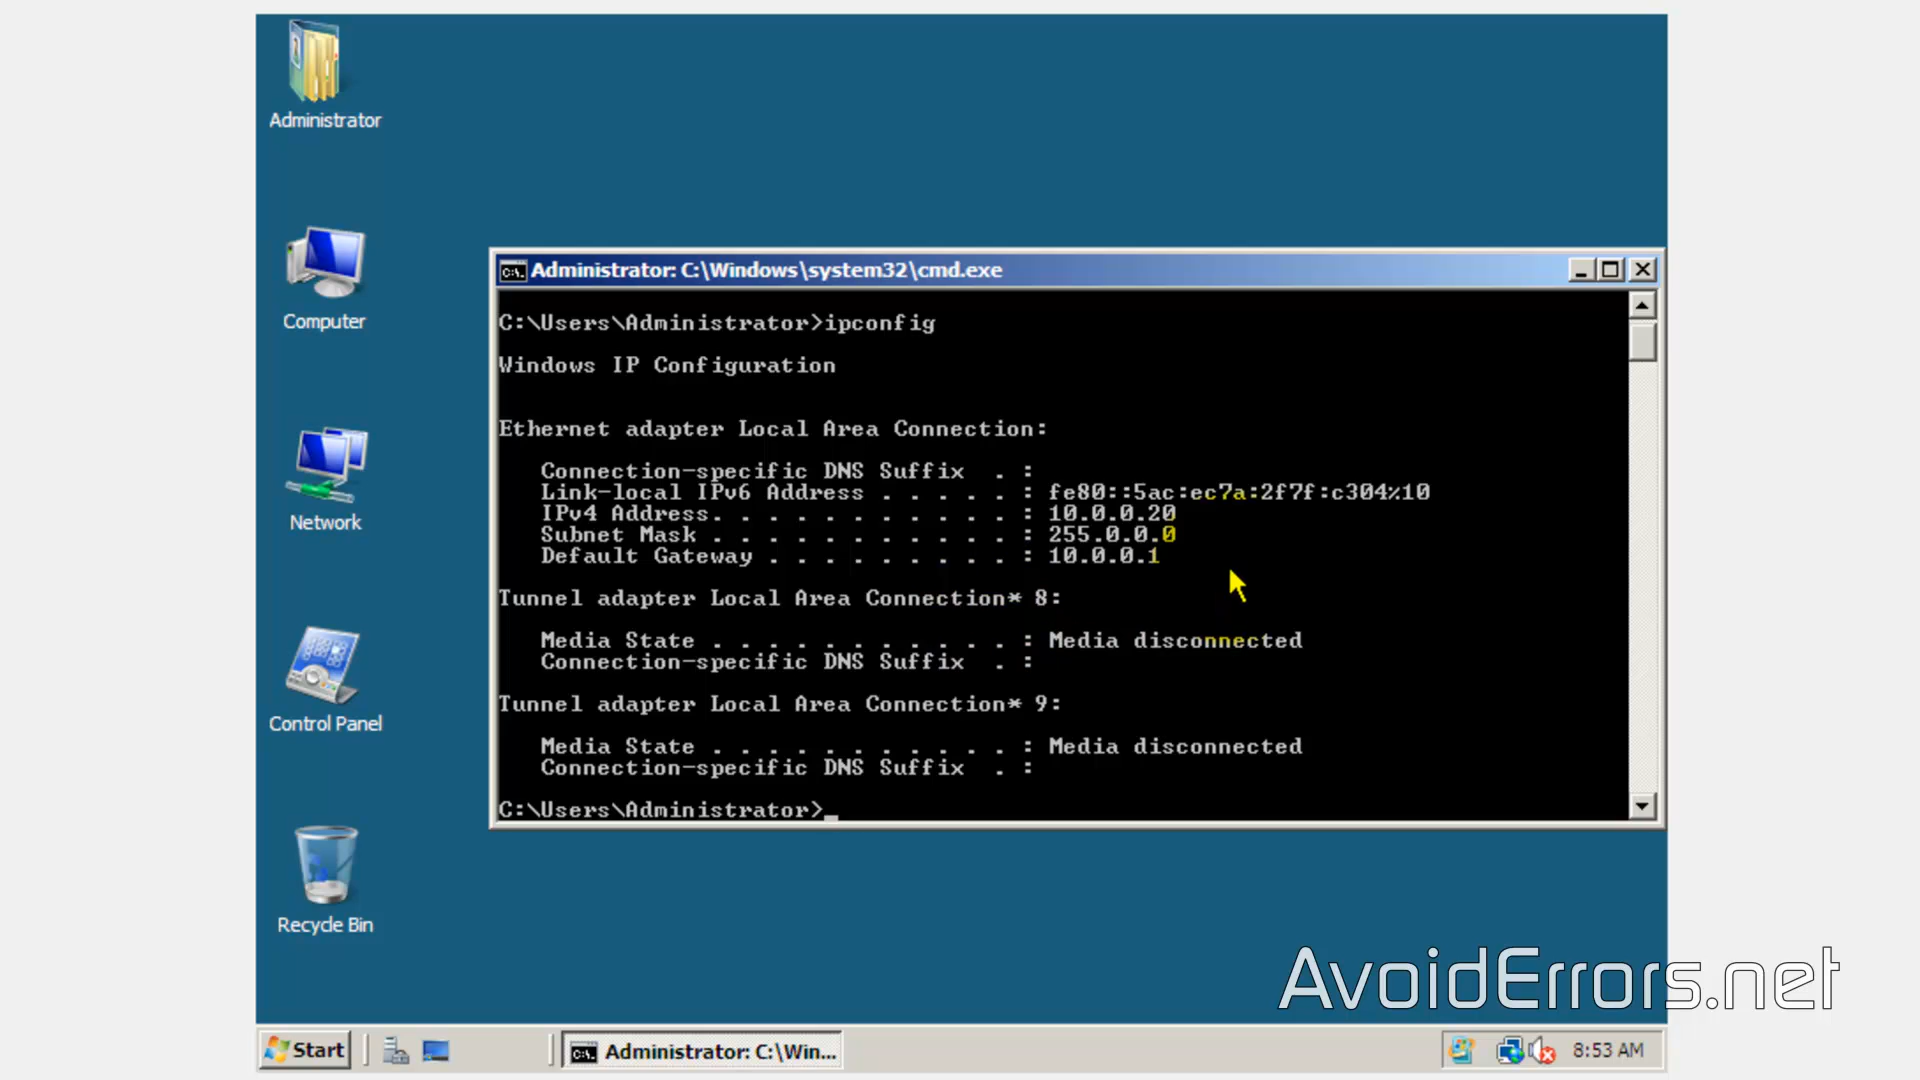 Administrator
Computer
Network
Control Panel
Recycle Bin
Administrator: C:\Windows\system32\cmd.exe
C:\Users\Administrator>ipconfig
Windows IP Configuration
Ethernet adapter Local Area Connection:
Connection-specific DNS Suffix . :
Link-local IPv6 Address . . . . . : fe80::5ac:ec7a:2f7f:c304%10
IPv4 Address. . . . . . . . . . . : 10.0.0.20
Subnet Mask . . . . . . . . . . . : 255.0.0.0
Default Gateway . . . . . . . . . : 10.0.0.1
Tunnel adapter Local Area Connection* 8:
Media State . . . . . . . . . . . : Media disconnected
Connection-specific DNS Suffix . :
Tunnel adapter Local Area Connection* 9:
Media State . . . . . . . . . . . : Media disconnected
Connection-specific DNS Suffix . :
C:\Users\Administrator>_
AvoidErrors.net
Start
Administrator: C:\Win...
8:53 AM